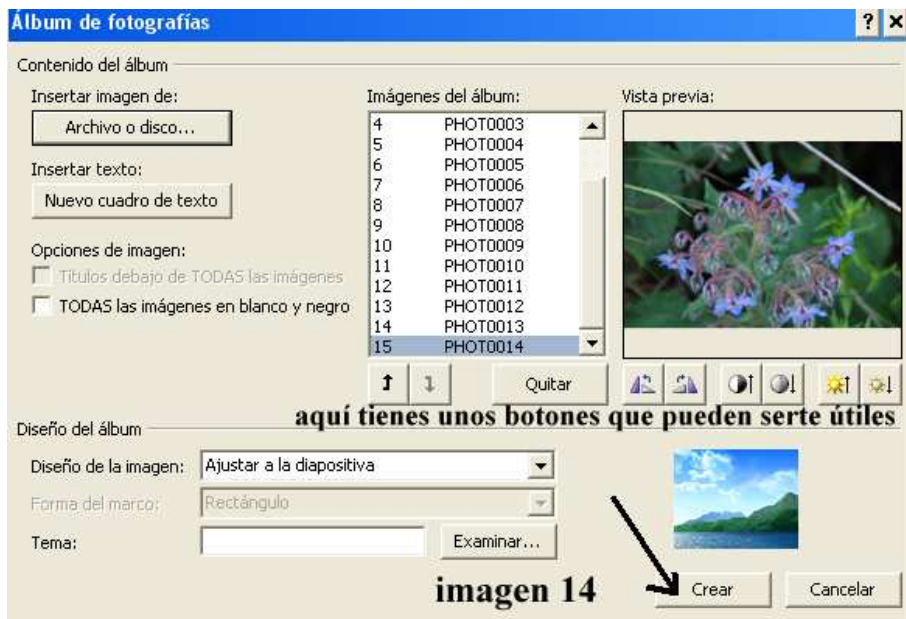 Álbum de fotografías
Contenido del álbum
Insertar imagen de:
Archivo o disco...
Insertar texto:
Nuevo cuadro de texto
Opciones de imagen:
Títulos debajo de TODAS las imágenes
TODAS las imágenes en blanco y negro
Imágenes del álbum:
4 PHOT0003
5 PHOT0004
6 PHOT0005
7 PHOT0006
8 PHOT0007
9 PHOT0008
10 PHOT0009
11 PHOT0010
12 PHOT0011
13 PHOT0012
14 PHOT0013
15 PHOT0014
Quitar
Vista previa:
aquí tienes unos botones que pueden serte útiles
Diseño del álbum
Diseño de la imagen: Ajustar a la diapositiva
Forma del marco: Rectángulo
Tema: Examinar...
imagen 14
Crear Cancelar